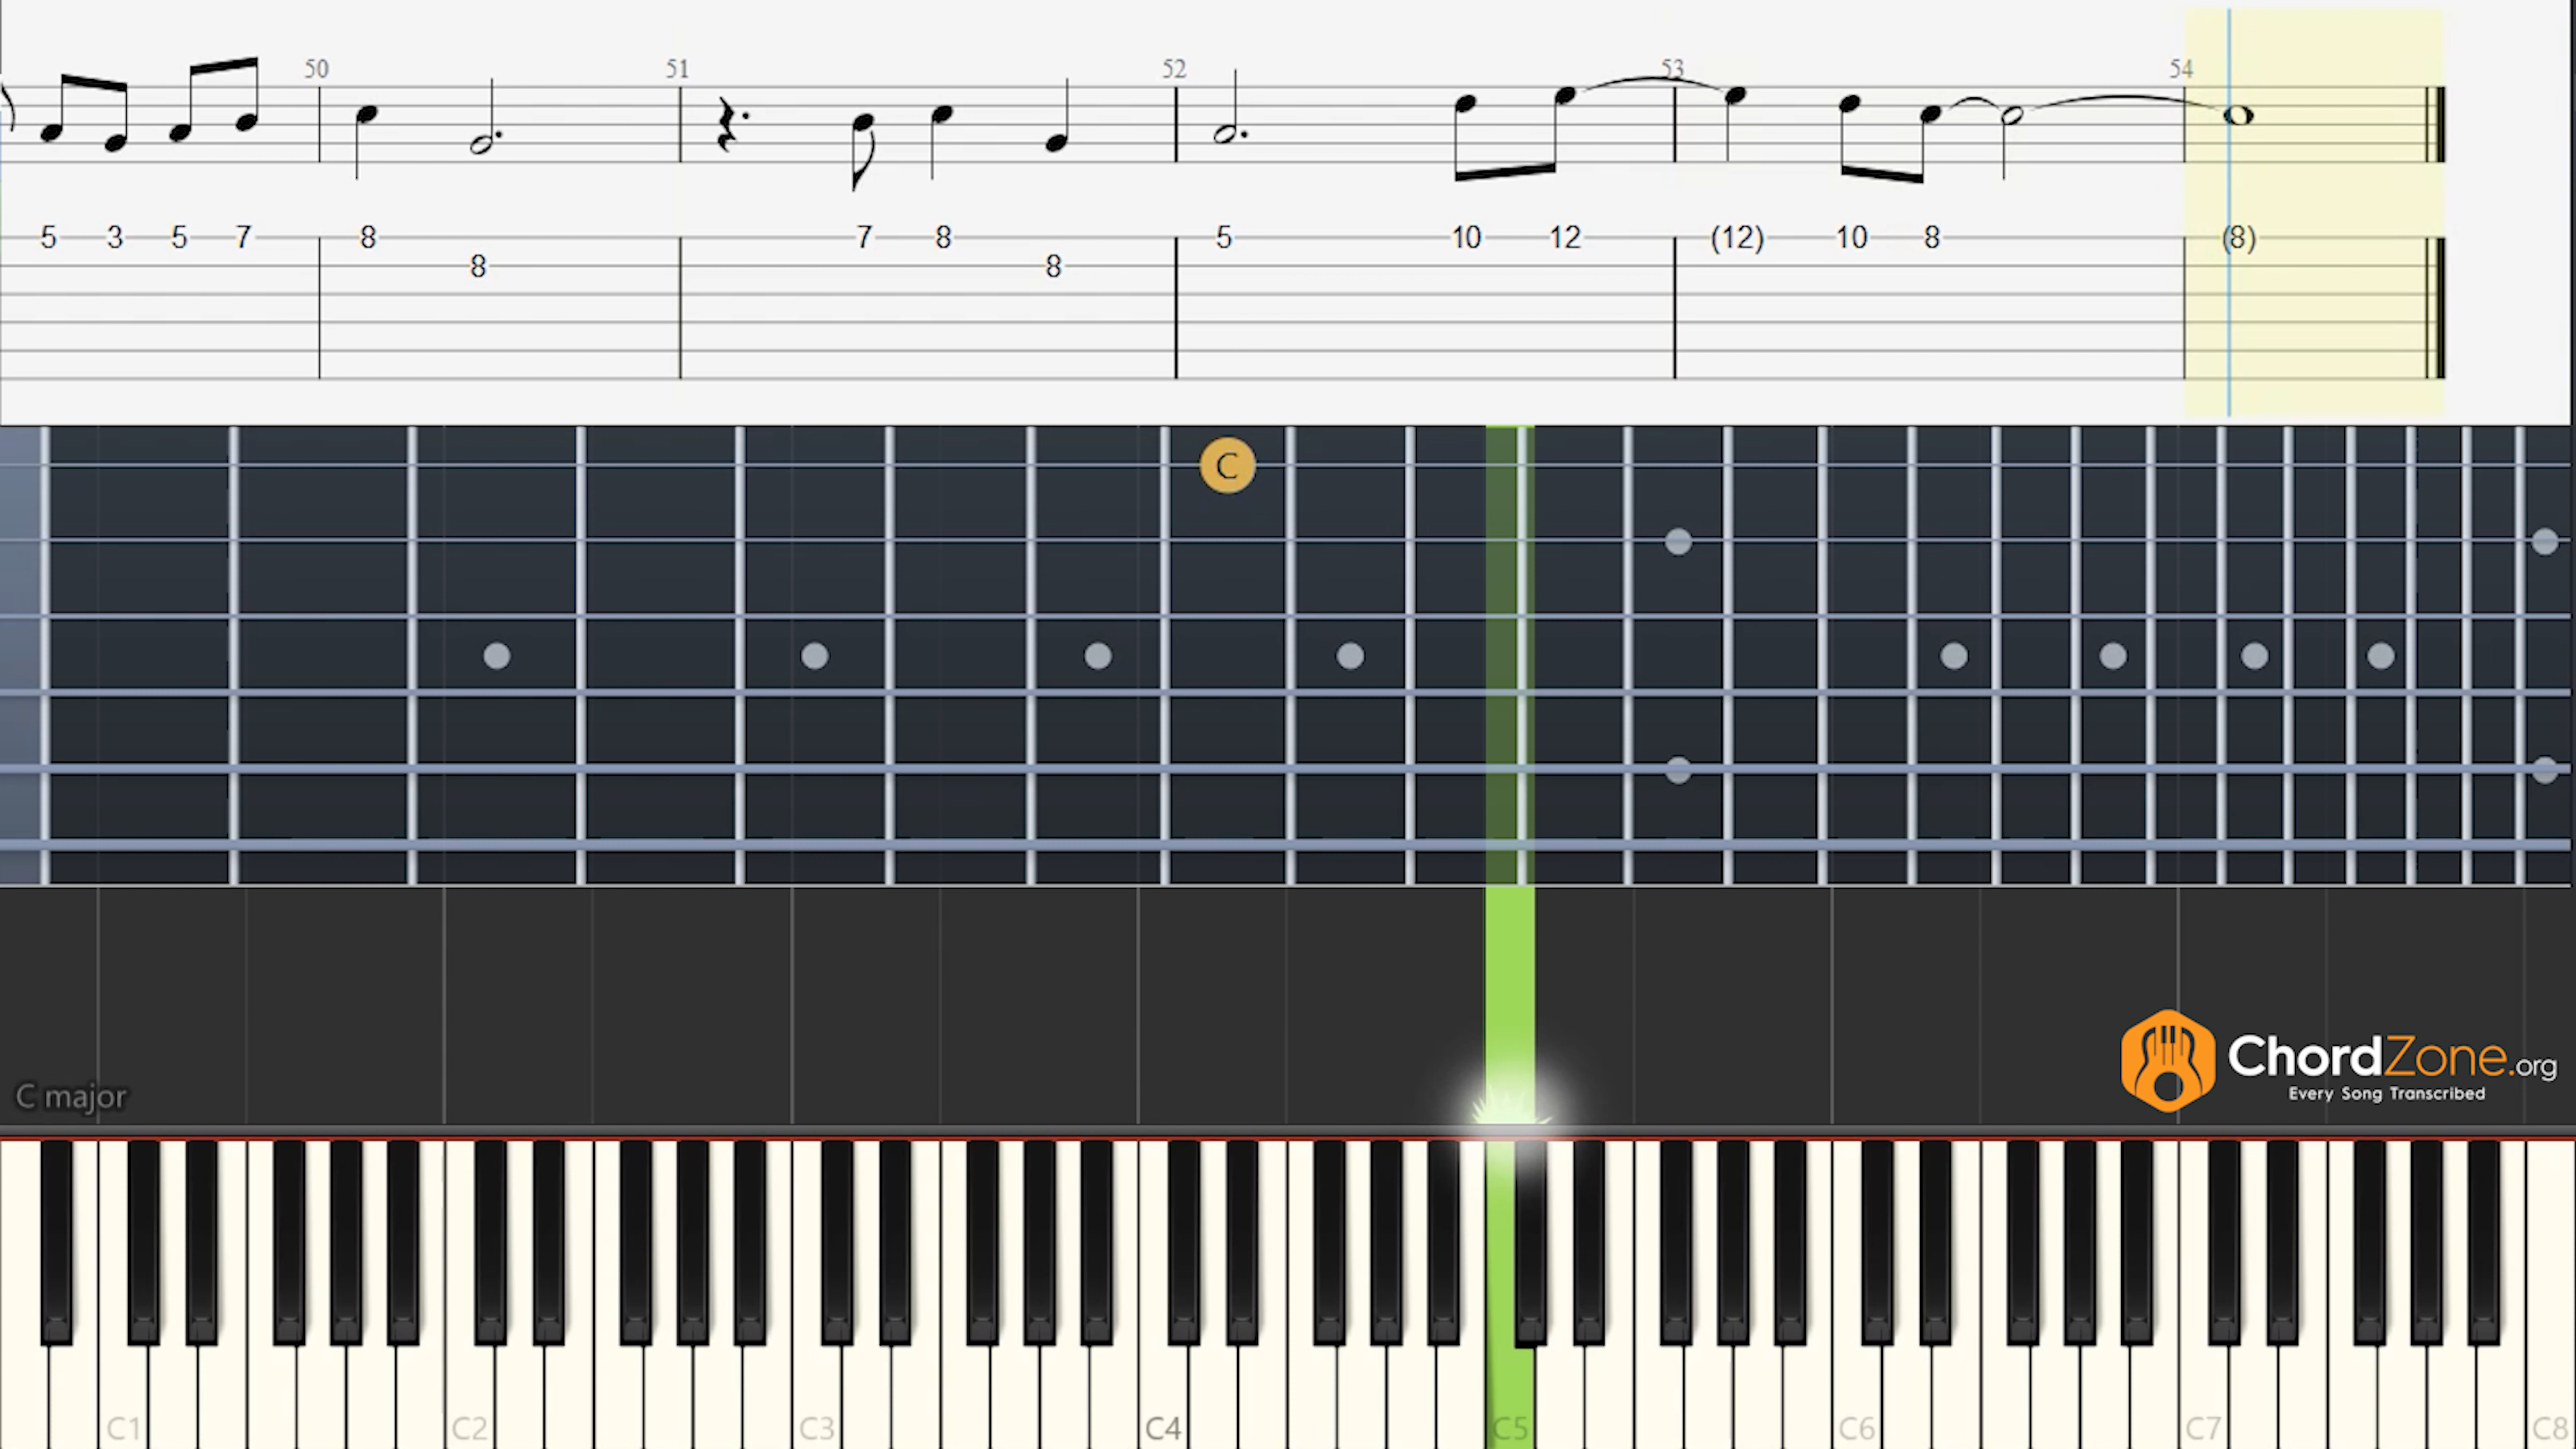 50 51 52 53 54
5 3 5 7 8 7 8 5 10 12 (12) 10 8 (8)
8 8
C
ChordZone.org
Every Song Transcribed
C major
C1 C2 C3 C4 C5 C6 C7 C8